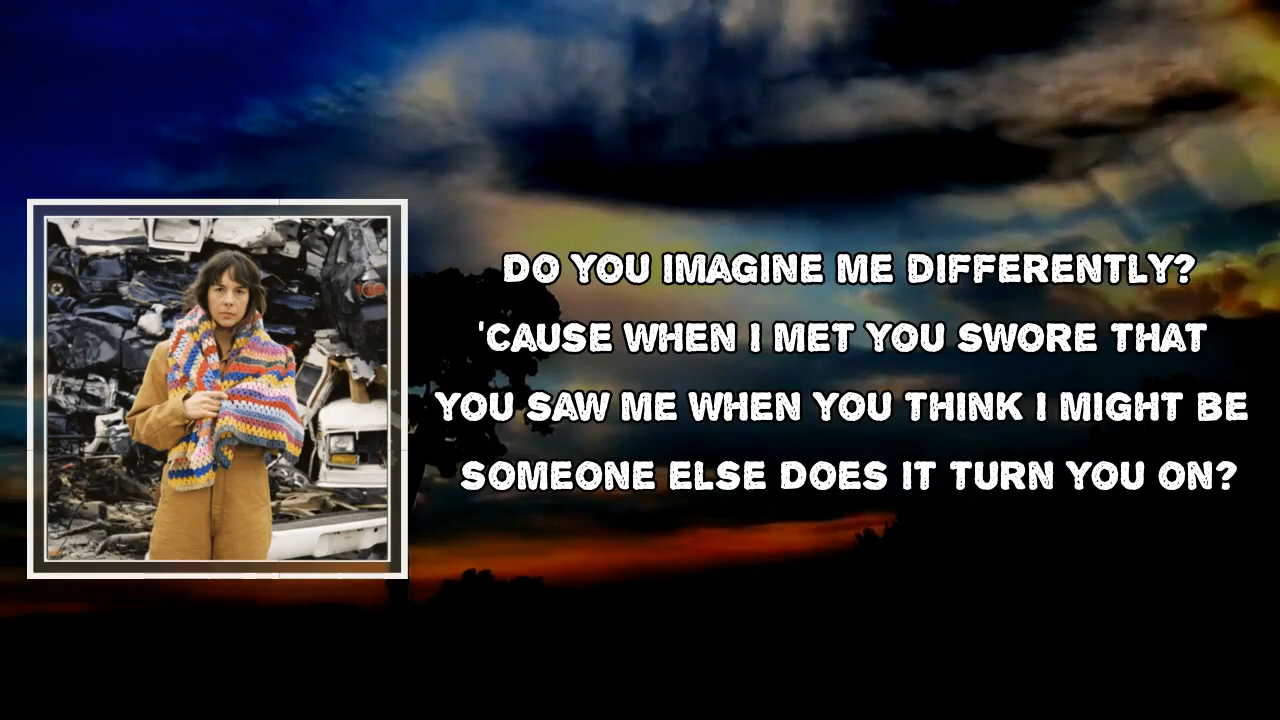 DO YOU IMAGINE ME DIFFERENTLY?
'CAUSE WHEN I MET YOU SWORE THAT
YOU SAW ME WHEN YOU THINK I MIGHT BE
SOMEONE ELSE DOES IT TURN YOU ON?